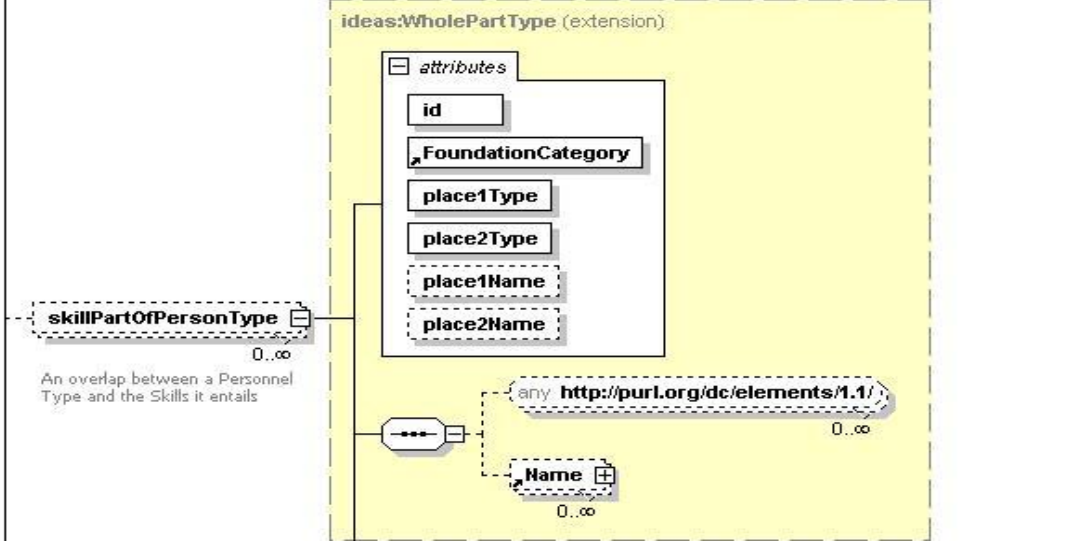 ideas:WholePartType (extension)
attributes
id
FoundationCategory
place1Type
place2Type
place1Name
place2Name
skillPartOfPersonType
0..∞
An overlap between a Personnel
Type and the Skills it entails
any http://purl.org/dc/elements/1.1/
0..∞
Name
0..∞